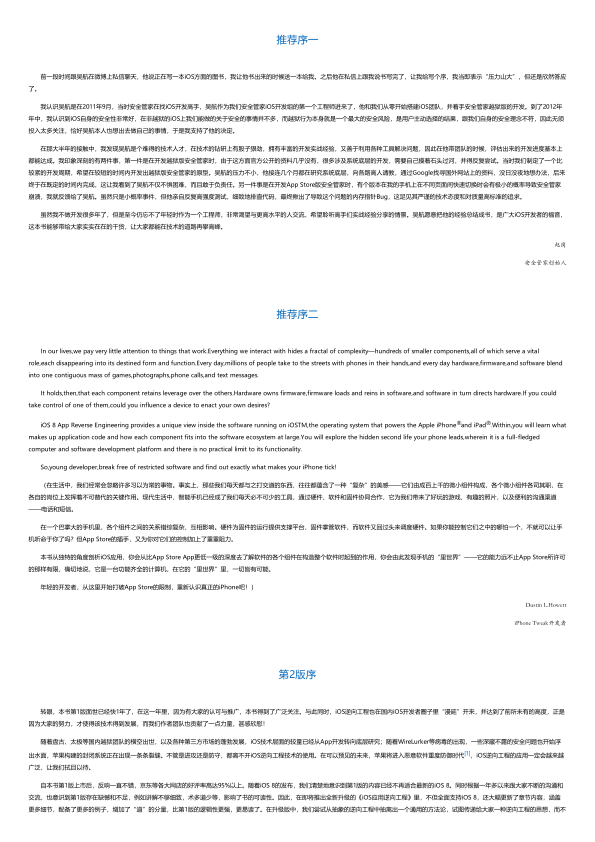 推荐序一
前一段时间跟吴航在微博上私信聊天，他说正在写一本iOS方面的图书，我让他书出来的时候送一本给我。之后他在私信上跟我说书写完了，让我给写个序，我当即表示“压力山大”，但还是欣然答应
了。
我认识吴航是在2011年9月，当时安全管家在找iOS开发高手，吴航作为我们安全管家iOS开发组的第一个工程师进来了，他和我们从零开始搭建iOS团队，并着手安全管家越狱版的开发。到了2012年
年中，我认识到iOS自身的安全性非常好，在非越狱的iOS上我们能做的关于安全的事情并不多，而越狱行为本身就是一个最大的安全风险，是用户主动选择的结果，跟我们自身的安全理念不符，因此无须
投入太多关注，恰好吴航本人也想出去做自己的事情，于是我支持了他的决定。
在现大半年的接触中，我发现吴航是个难得的技术人才，在技术的钻研上有股子狠劲，拥有丰富的开发实战经验，又善于利用各种工具解决问题，因此在他带团队的时候，评估出来的开发进度基本上
都能达成。我印象深刻的有两件事，第一件是在开发越狱版安全管家时，由于这方面官方公开的资料几乎没有，很多涉及系统底层的开发，需要自己摸着石头过河，并得反复尝试。当时我们制定了一个比
较紧的开发周期，希望在较短的时间内开发出越狱版安全管家的原型，吴航的压力不小，他接连几个月都在研究系统底层，向各路高人请教，通过Google找寻国外网站上的资料，没日没夜地想办法，后来
终于在既定的时间内完成，这让我看到了吴航不仅不惧困难，而且敢于负责任。另一件事是在开发App Store版安全管家时，有个版本在我的手机上在不同页面间快速切换时会有极小的概率导致安全管家
崩溃，我就反馈给了吴航。虽然只是小概率事件，但他亲自反复高强度测试，细致地排查代码，最终揪出了导致这个问题的内存指针Bug，这足见其严谨的技术态度和对质量高标准的追求。
虽然我不做开发很多年了，但是至今仍忘不了年轻时作为一个工程师，非常渴望与更高水平的人交流，希望聆听高手们实战经验分享的情景。吴航愿意把他的经验总结成书，是广大iOS开发者的福音，
这本书能够带给大家实实在在的干货，让大家都能在技术的道路再攀高峰。
赵闯
安全管家创始人
推荐序二
In our lives,we pay very little attention to things that work.Everything we interact with hides a fractal of complexity—hundreds of smaller components,all of which serve a vital
role,each disappearing into its destined form and function.Every day,millions of people take to the streets with phones in their hands,and every day hardware,firmware,and software blend
into one contiguous mass of games,photographs,phone calls,and text messages.
It holds,then,that each component retains leverage over the others.Hardware owns firmware,firmware loads and reins in software,and software in turn directs hardware.If you could
take control of one of them,could you influence a device to enact your own desires?
iOS 8 App Reverse Engineering provides a unique view inside the software running on iOSTM,the operating system that powers the Apple iPhone®and iPad®.Within,you will learn what
makes up application code and how each component fits into the software ecosystem at large.You will explore the hidden second life your phone leads,wherein it is a full-fledged
computer and software development platform and there is no practical limit to its functionality.
So,young developer,break free of restricted software and find out exactly what makes your iPhone tick!
（在生活中，我们经常会忽略许多习以为常的事物。事实上，那些我们每天都与之打交道的东西，往往都蕴含了一种“复杂”的美感——它们由成百上千的微小组件构成，各个微小组件各司其职，在
各自的岗位上发挥着不可替代的关键作用。现代生活中，智能手机已经成了我们每天必不可少的工具，通过硬件、软件和固件协同合作，它为我们带来了好玩的游戏、有趣的照片，以及便利的沟通渠道
——电话和短信。
在一个巴掌大的手机里，各个组件之间的关系错综复杂，互相影响。硬件为固件的运行提供支撑平台，固件掌管软件，而软件又回过头来调度硬件。如果你能控制它们之中的哪怕一个，不就可以让手
机听命于你了吗？但App Store的插手，又为你对它们的控制加上了重重阻力。
本书从独特的角度剖析iOS应用，你会从比App Store App更低一级的深度去了解软件的各个组件在构造整个软件时起到的作用，你会由此发现手机的“里世界”——它的能力远不止App Store所许可
的那样有限，确切地说，它是一台功能齐全的计算机。在它的“里世界”里，一切皆有可能。
年轻的开发者，从这里开始打破App Store的限制，重新认识真正的iPhone吧！）
Dustin L.Howett
iPhone Tweak开发者
第2版序
转眼，本书第1版面世已经快1年了，在这一年里，因为有大家的认可与推广，本书得到了广泛关注。与此同时，iOS逆向工程也在国内iOS开发者圈子里“漫延”开来，并达到了前所未有的高度，正是
因为大家的努力，才使得该技术得到发展，而我们作者团队也贡献了一点力量，甚感欣慰！
随着盘古、太极等国内越狱团队的横空出世，以及各种第三方市场的蓬勃发展，iOS技术层面的较量已经从App开发转向底层研究；随着WireLurker等病毒的出现，一些深藏不露的安全问题也开始浮
出水面，苹果构建的封闭系统正在出现一条条裂缝。不管是进攻还是防守，都离不开iOS逆向工程技术的使用。在可以预见的未来，苹果将进入恶意软件重度防御时代[1]，iOS逆向工程的应用一定会越来越
广泛，让我们拭目以待。
自本书第1版上市后，反响一直不错，京东等各大网店的好评率高达95%以上。随着iOS 8的发布，我们清楚地意识到第1版的内容已经不再适合最新的iOS 8，同时根据一年多以来跟大家不断的沟通和
交流，也意识到第1版存在缺憾和不足，例如讲解不够细致、术多道少等，影响了书的可读性。因此，在即将推出全新升级的《iOS应用逆向工程》里，不但全面支持iOS 8，还大幅更新了章节内容，涵盖
更多细节，配备了更多的例子，增加了“道”的分量，比第1版的逻辑性更强，更易读了。在升级版中，我们尝试从抽象的逆向工程中抽离出一个通用的方法论，试图传递给大家一种逆向工程的思想，而不